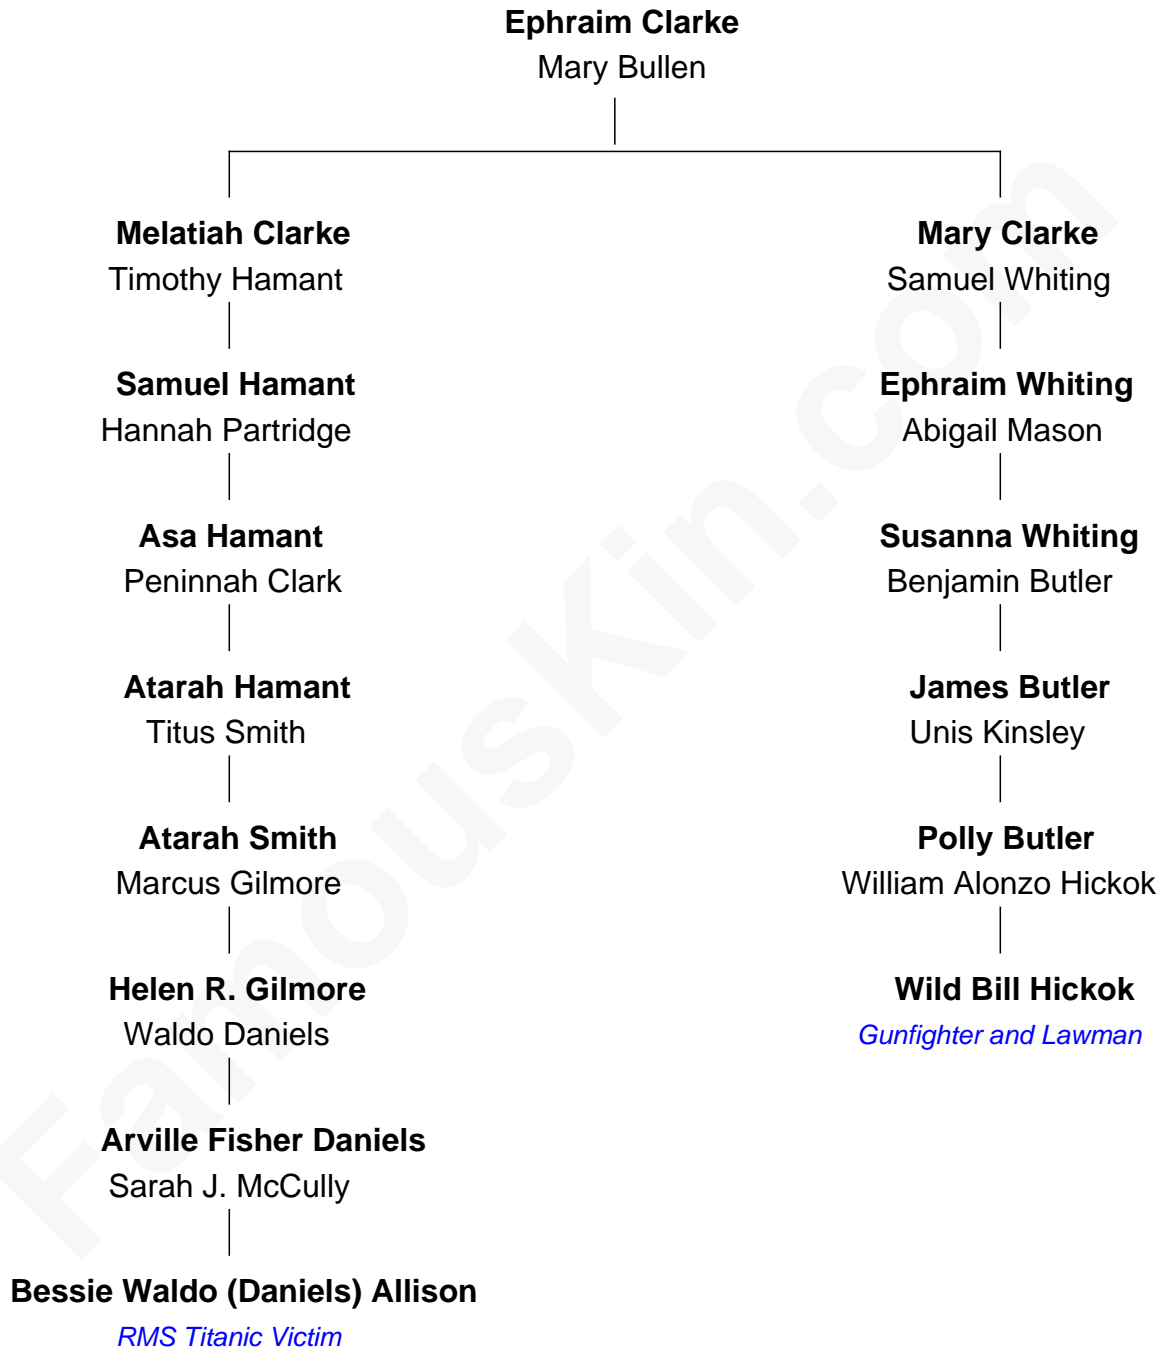 Ephraim Clarke
Mary Bullen
Melatiah Clarke
Timothy Hamant
Samuel Hamant
Hannah Partridge
Asa Hamant
Peninnah Clark
Atarah Hamant
Titus Smith
Atarah Smith
Marcus Gilmore
Helen R. Gilmore
Waldo Daniels
Arville Fisher Daniels
Sarah J. McCully
Bessie Waldo (Daniels) Allison
RMS Titanic Victim
Mary Clarke
Samuel Whiting
Ephraim Whiting
Abigail Mason
Susanna Whiting
Benjamin Butler
James Butler
Unis Kinsley
Polly Butler
William Alonzo Hickok
Wild Bill Hickok
Gunfighter and Lawman
FamousKin.com